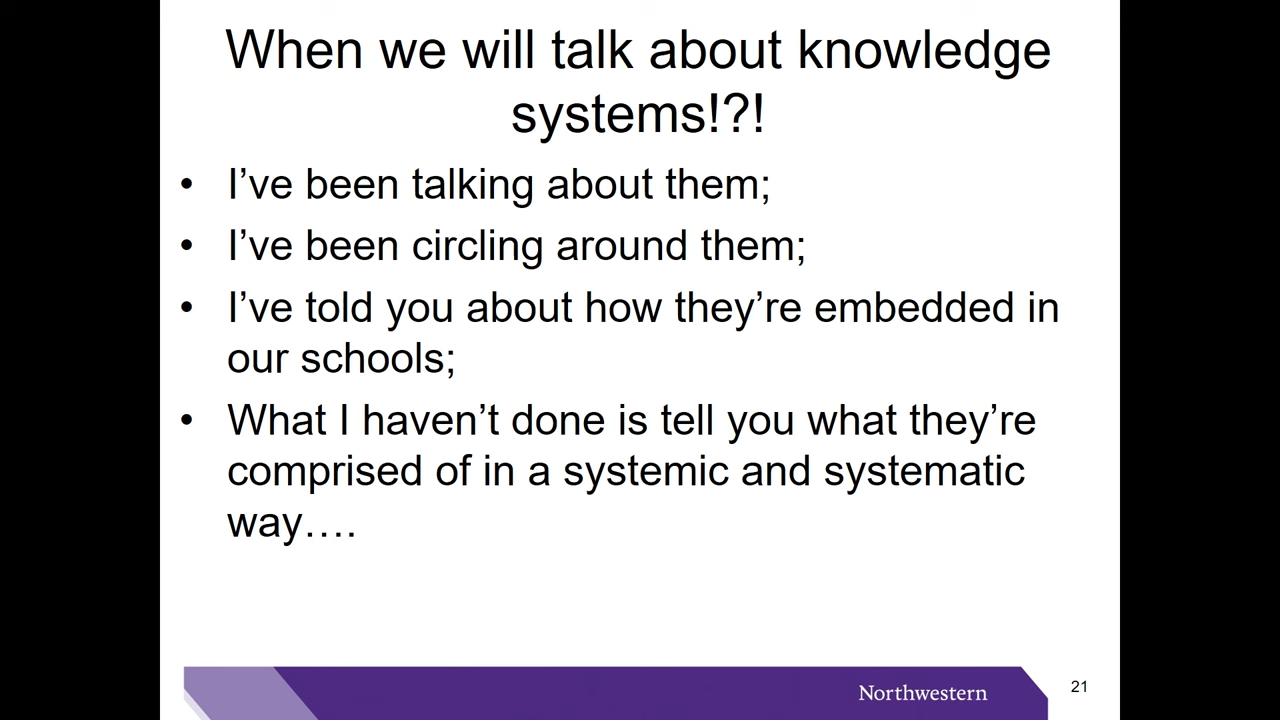 When we will talk about knowledge
systems!?!
• I’ve been talking about them;
• I’ve been circling around them;
• I’ve told you about how they’re embedded in
our schools;
• What I haven’t done is tell you what they’re
comprised of in a systemic and systematic
way….
Northwestern
21